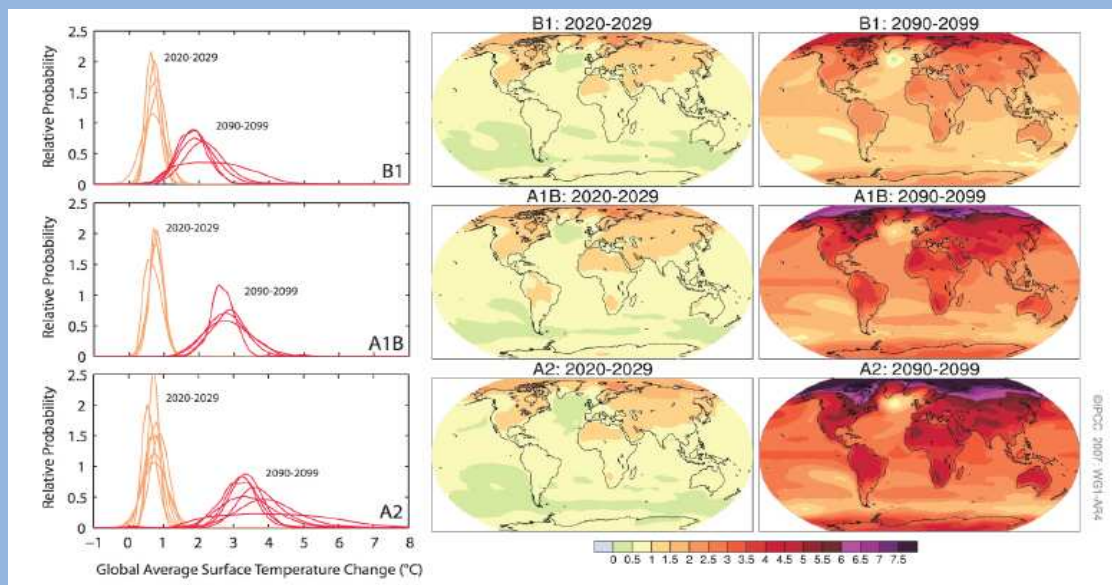 B1: 2020-2029
B1: 2090-2099
Relative Probability
2.5
2
1.5
1
0.5
0
2020-2029
2090-2099
B1
A1B: 2020-2029
A1B: 2090-2099
Relative Probability
2.5
2
1.5
1
0.5
0
2020-2029
2090-2099
A1B
A2: 2020-2029
A2: 2090-2099
Relative Probability
2.5
2
1.5
1
0.5
0
2020-2029
2090-2099
A2
−1 0 1 2 3 4 5 6 7 8
Global Average Surface Temperature Change (°C)
0 0.5 1 1.5 2 2.5 3 3.5 4 4.5 5 5.5 6 6.5 7 7.5
©IPCC 2007: WG1-AR4